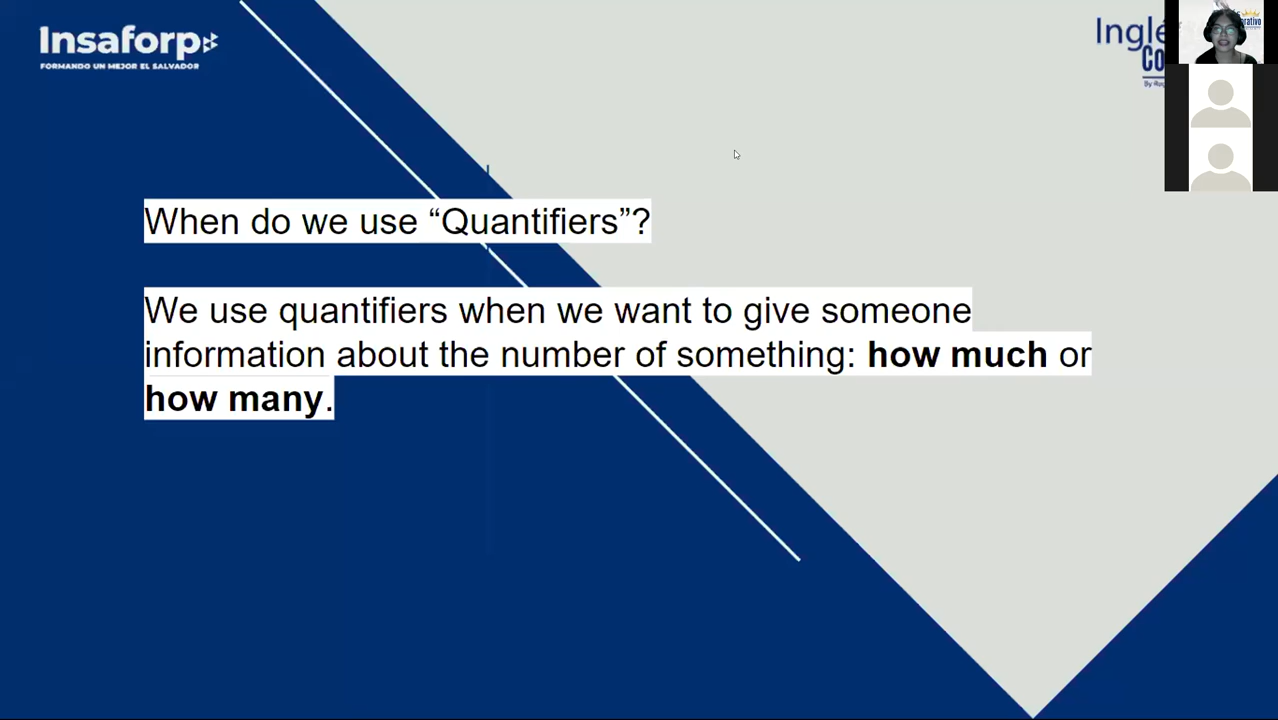 Insaforp
FORMANDO UN MEJOR EL SALVADOR
When do we use “Quantifiers”?
We use quantifiers when we want to give someone
information about the number of something: how much or
how many.